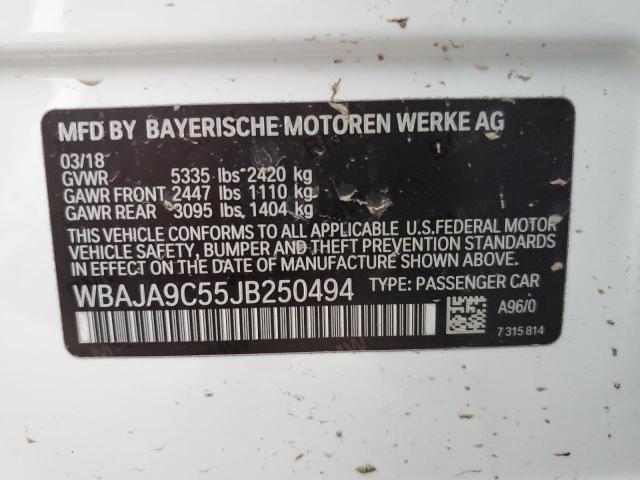 MFD BY BAYERISCHE MOTOREN WERKE AG
03/18
GVWR 5335 lbs 2420 kg
GAWR FRONT 2447 lbs 1110 kg
GAWR REAR 3095 lbs 1404 kg
THIS VEHICLE CONFORMS TO ALL APPLICABLE U.S.FEDERAL MOTOR
VEHICLE SAFETY, BUMPER AND THEFT PREVENTION STANDARDS IN
EFFECT ON THE DATE OF MANUFACTURE SHOWN ABOVE.
WBAJA9C55JB250494 TYPE: PASSENGER CAR
A96/0
7 315 814